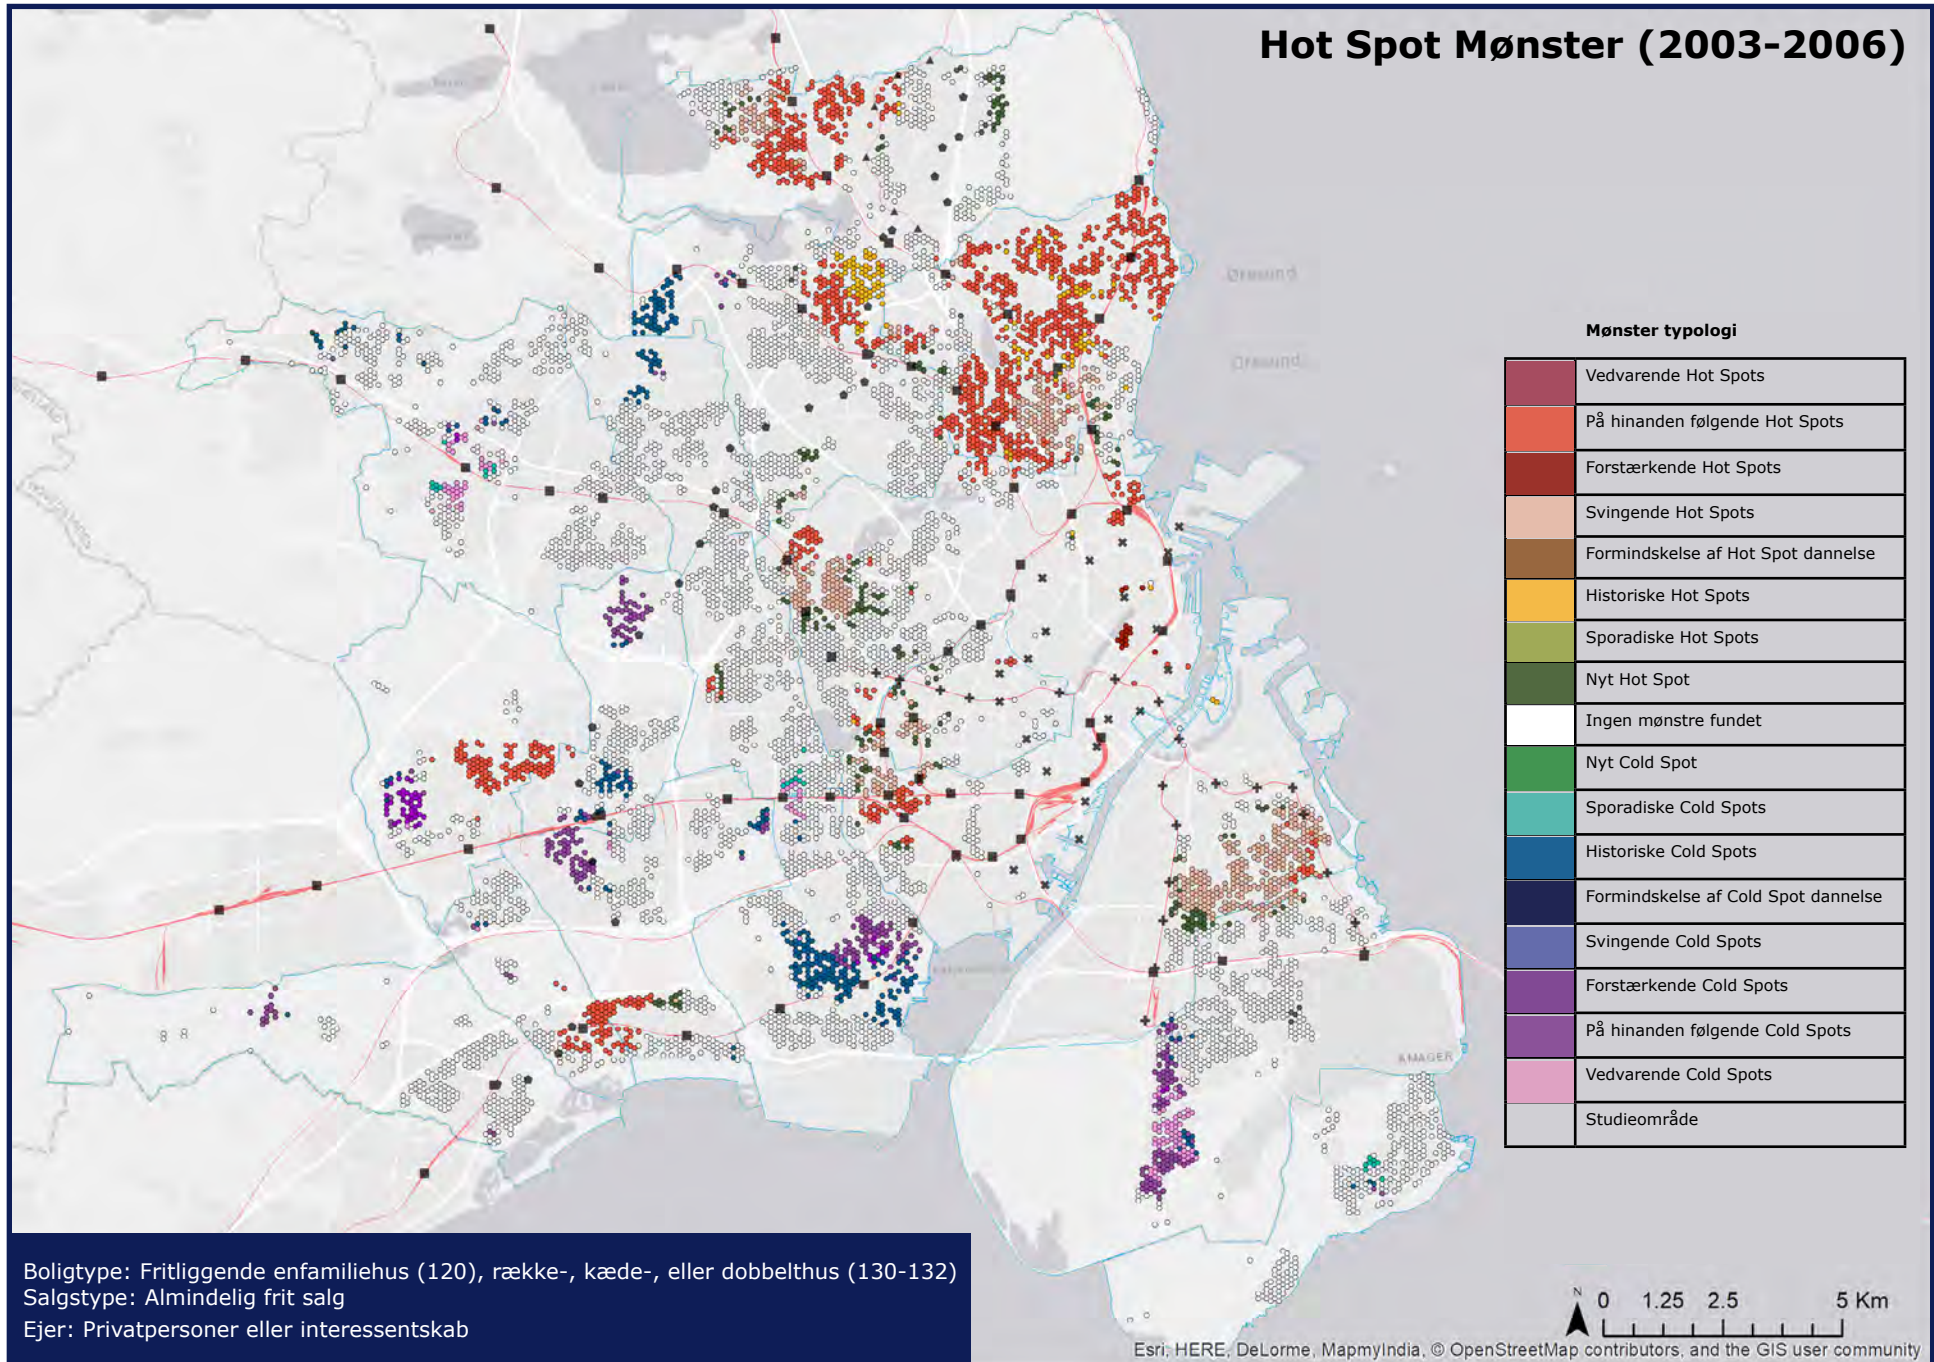 Hot Spot Mønster (2003-2006)
Øresund
Øresund
Mønster typologi
Vedvarende Hot Spots
På hinanden følgende Hot Spots
Forstærkende Hot Spots
Svingende Hot Spots
Formindskelse af Hot Spot dannelse
Historiske Hot Spots
Sporadiske Hot Spots
Nyt Hot Spot
Ingen mønstre fundet
Nyt Cold Spot
Sporadiske Cold Spots
Historiske Cold Spots
Formindskelse af Cold Spot dannelse
Svingende Cold Spots
Forstærkende Cold Spots
På hinanden følgende Cold Spots
Vedvarende Cold Spots
Studieområde
AMAGER
Boligtype: Fritliggende enfamiliehus (120), række-, kæde-, eller dobbelthus (130-132)
Salgstype: Almindelig frit salg
Ejer: Privatpersoner eller interessentskab
N
0 1.25 2.5 5 Km
Esri, HERE, DeLorme, MapmyIndia, © OpenStreetMap contributors, and the GIS user community